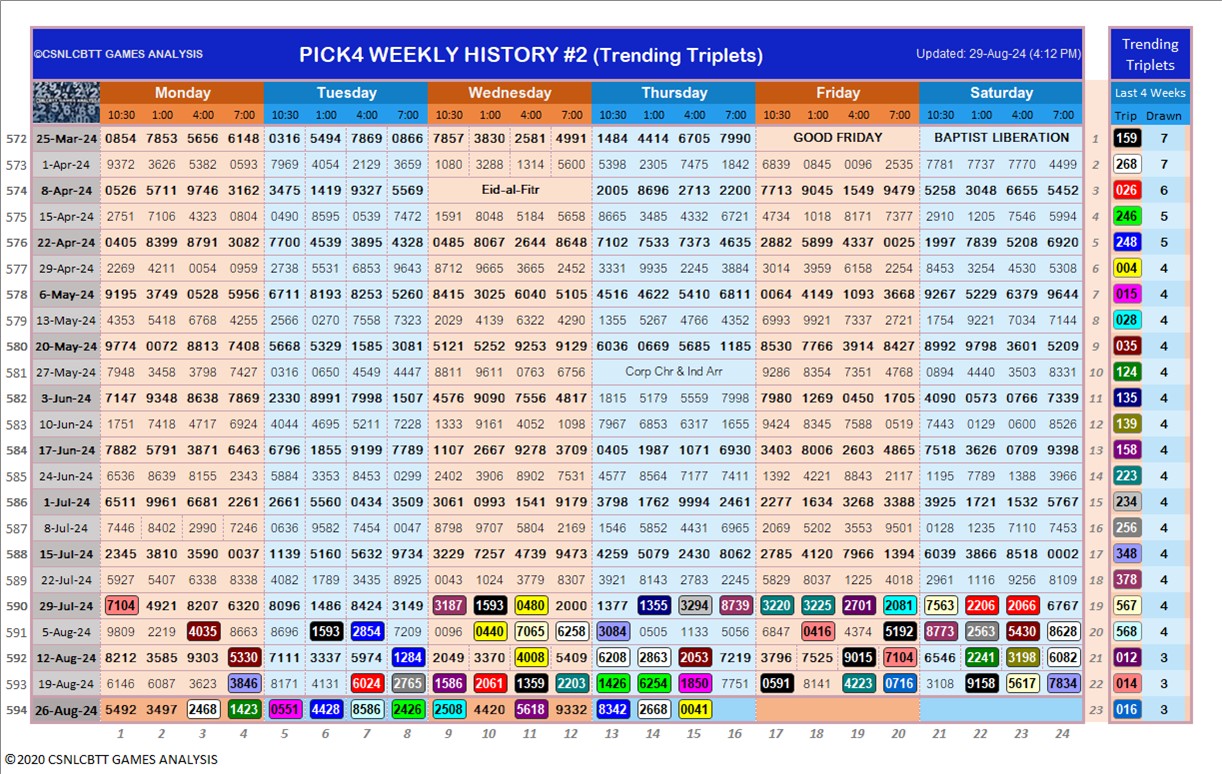 ©CSNLCBTT GAMES ANALYSIS PICK4 WEEKLY HISTORY #2 (Trending Triplets) Updated: 29-Aug-24 (4:12 PM) Trending
Triplets
Monday Tuesday Wednesday Thursday Friday Saturday Last 4 Weeks
10:30 1:00 4:00 7:00 10:30 1:00 4:00 7:00 10:30 1:00 4:00 7:00 10:30 1:00 4:00 7:00 10:30 1:00 4:00 7:00 10:30 1:00 4:00 7:00 Trip Drawn
572 25-Mar-24 0854 7853 5656 6148 0316 5494 7869 0866 7857 3830 2581 4991 1484 4414 6705 7990 GOOD FRIDAY BAPTIST LIBERATION 1 159 7
573 1-Apr-24 9372 3626 5382 0593 7969 4054 2129 3659 1080 3288 1314 5600 5398 2305 7475 1842 6839 0845 0096 2535 7781 7737 7770 4499 2 268 7
574 8-Apr-24 0526 5711 9746 3162 3475 1419 9327 5569 Eid-al-Fitr 2005 8696 2713 2200 7713 9045 1549 9479 5258 3048 6655 5452 3 026 6
575 15-Apr-24 2751 7106 4323 0804 0490 8595 0539 7472 1591 8048 5184 5658 8665 3485 4332 6721 4734 1018 8171 7377 2910 1205 7546 5994 4 246 5
576 22-Apr-24 0405 8399 8791 3082 7700 4539 3895 4328 0485 8067 2644 8648 7102 7533 7373 4635 2882 5899 4337 0025 1997 7839 5208 6920 5 248 5
577 29-Apr-24 2269 4211 0054 0959 2738 5531 6853 9643 8712 9665 3665 2452 3331 9935 2245 3884 3014 3959 6158 2254 8453 3254 4530 5308 6 004 4
578 6-May-24 9195 3749 0528 5956 6711 8193 8253 5260 8415 3025 6040 5105 4516 4622 5410 6811 0064 4149 1093 3668 9267 5229 6379 9644 7 015 4
579 13-May-24 4353 5418 6768 4255 2566 0270 7558 7323 2029 4139 6322 4290 1355 5267 4766 4352 6993 9921 7337 2721 1754 9221 7034 7144 8 028 4
580 20-May-24 9774 0072 8813 7408 5668 5329 1585 3081 5121 5252 9253 9129 6036 0669 5685 1185 8530 7766 3914 8427 8992 9798 3601 5209 9 035 4
581 27-May-24 7948 3458 3798 7427 0316 0650 4549 4447 8811 9611 0763 6756 Corp Chr & Ind Arr 9286 8354 7351 4768 0894 4440 3503 8331 10 124 4
582 3-Jun-24 7147 9348 8638 7869 2330 8991 7998 1507 4576 9090 7556 4817 1815 5179 5559 7998 7980 1269 0450 1705 4090 0573 0766 7339 11 135 4
583 10-Jun-24 1751 7418 4717 6924 4044 4695 5211 7228 1333 9161 4052 1098 7967 6853 6317 1655 9424 8345 7588 0519 7443 0129 0600 8526 12 139 4
584 17-Jun-24 7882 5791 3871 6463 6796 1855 9199 7789 1107 2667 9278 3709 0405 1987 1071 6930 3403 8006 2603 4865 7518 3626 0709 9398 13 158 4
585 24-Jun-24 6536 8639 8155 2343 5884 3353 8453 0299 6402 3906 8902 7531 4577 8564 7177 7411 1392 4221 8843 2117 1195 7789 1388 3966 14 223 4
586 1-Jul-24 6511 9961 6681 2261 2661 5560 0434 3509 3061 0993 1541 9179 3798 1762 9994 2461 2277 1634 3268 3388 3925 1721 1532 5767 15 234 4
587 8-Jul-24 7446 8402 2990 7246 0636 9582 7454 0047 8798 9707 5804 2169 1546 5852 4431 6965 2069 5202 3553 9501 0128 1235 7110 7453 16 256 4
588 15-Jul-24 2345 3810 3590 0037 1139 5160 5632 9734 3229 7257 4739 9473 4259 5079 2430 8062 2785 4120 7966 1394 6039 3866 8518 0002 17 348 4
589 22-Jul-24 5927 5407 6338 8338 4082 1789 3435 8925 0043 1024 3779 8307 3921 8143 2783 2245 5829 8037 1225 4018 2961 1116 9256 8109 18 378 4
590 29-Jul-24 7104 4921 8207 6320 8096 1486 8424 3149 3187 1593 0480 2000 1377 1355 3294 8739 3220 3225 2701 2081 7563 2206 2066 6767 19 567 4
591 5-Aug-24 9809 2219 4035 8663 8696 1593 2854 7209 0096 0440 7065 6258 3084 0505 1133 5056 6847 0416 4374 5192 8773 2563 5430 8628 20 568 4
592 12-Aug-24 8212 3585 9303 5330 7111 3337 5974 1284 2049 3370 4008 5409 6208 2863 2053 7219 3796 7525 9015 7104 6546 2241 3198 6082 21 012 3
593 19-Aug-24 6146 6087 3623 3846 8171 4131 6024 2765 1586 2061 1359 2203 1426 6254 1850 7751 0591 8141 4223 0716 3108 9158 5617 7834 22 014 3
594 26-Aug-24 5492 3497 2468 1423 0551 4428 8586 2426 2508 4420 5618 9332 8342 2668 0041 23 016 3
1 2 3 4 5 6 7 8 9 10 11 12 13 14 15 16 17 18 19 20 21 22 23 24
©2020 CSNLCBTT GAMES ANALYSIS